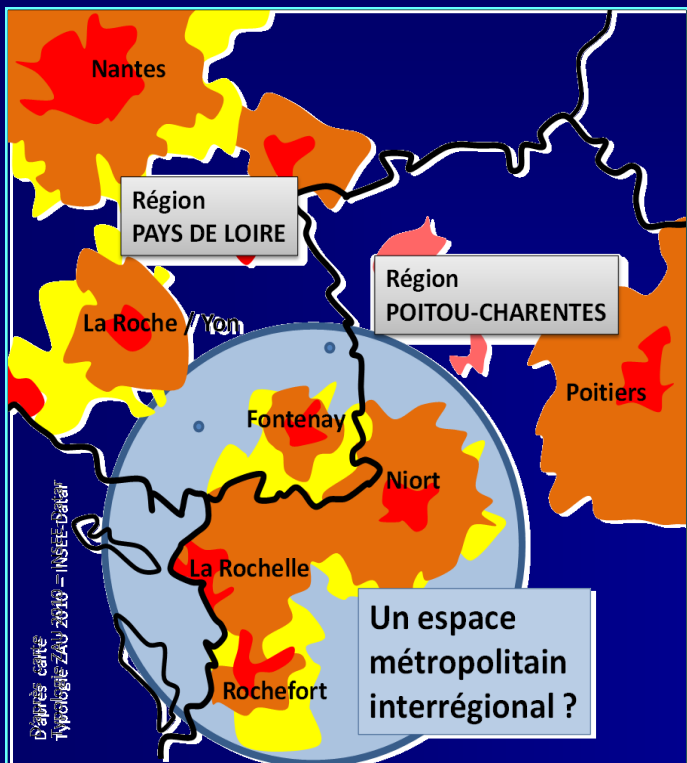 Nantes
Région
PAYS DE LOIRE
Région
POITOU-CHARENTES
La Roche / Yon
Poitiers
Fontenay
Niort
La Rochelle
Rochefort
Un espace
métropolitain
interrégional ?
D'après carte
Typologie ZAU 2010 – INSEE-Datar